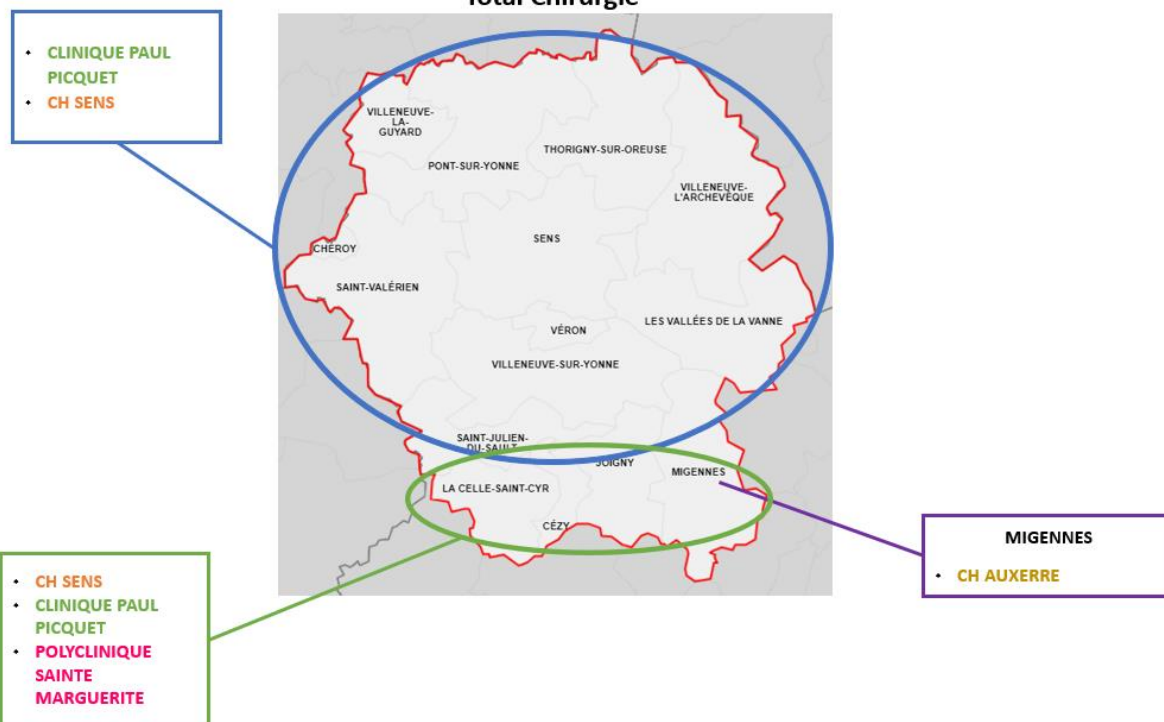 Total Chirurgie
• CLINIQUE PAUL
PICQUET
• CH SENS
VILLENEUVE-
LA-
GUYARD
THORIGNY-SUR-OREUSE
PONT-SUR-YONNE
VILLENEUVE-
L'ARCHEVÊQUE
SENS
CHÉROY
SAINT-VALÉRIEN
LES VALLÉES DE LA VANNE
VÉRON
VILLENEUVE-SUR-YONNE
SAINT-JULIEN-
DU-SAULT
JOIGNY
MIGENNES
LA CELLE-SAINT-CYR
CÉZY
MIGENNES
• CH AUXERRE
• CH SENS
• CLINIQUE PAUL
PICQUET
• POLYCLINIQUE
SAINTE
MARGUERITE